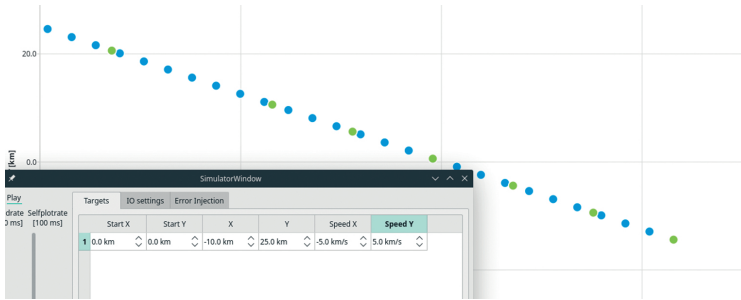 20.0
0.0
[km]
SimulatorWindow
Play
Targets IO settings Error Injection
drate Selfplotrate
0 ms] [100 ms]
Start X Start Y X Y Speed X Speed Y
1 0.0 km 0.0 km -10.0 km 25.0 km -5.0 km/s 5.0 km/s